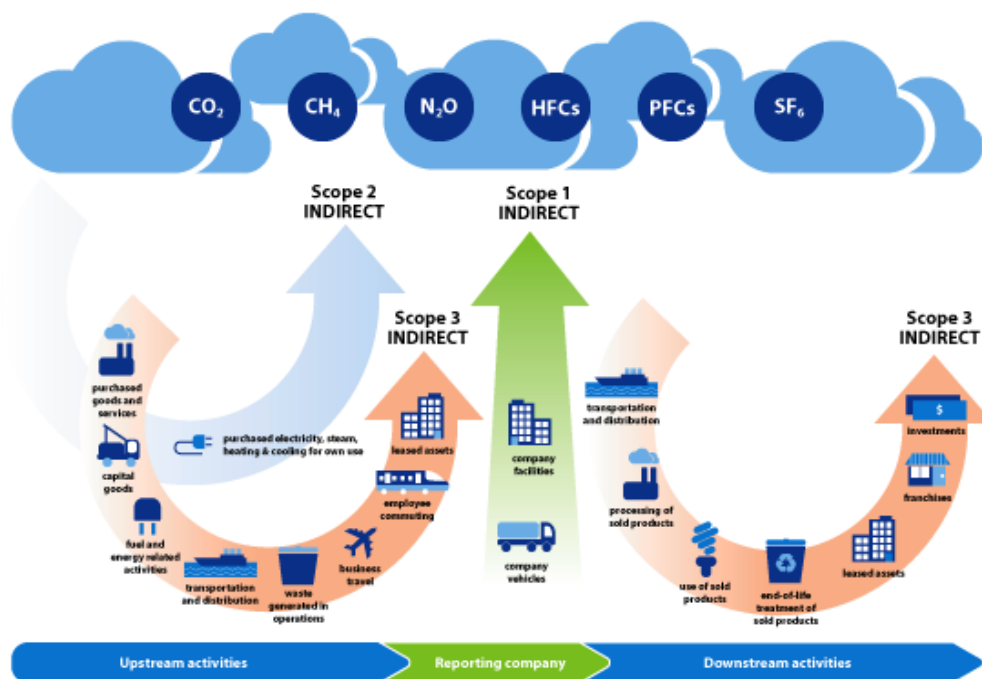 CO₂
CH₄
N₂O
HFCs
PFCs
SF₆
Scope 2
INDIRECT
Scope 1
INDIRECT
Scope 3
INDIRECT
Scope 3
INDIRECT
purchased
goods and
services
capital
goods
fuel and
energy related
activities
transportation
and distribution
waste
generated in
operations
business
travel
employee
commuting
leased assets
purchased electricity, steam,
heating & cooling for own use
company
facilities
company
vehicles
transportation
and distribution
processing of
sold products
use of sold
products
end-of-life
treatment of
sold products
leased assets
franchises
$
investments
Upstream activities
Reporting company
Downstream activities